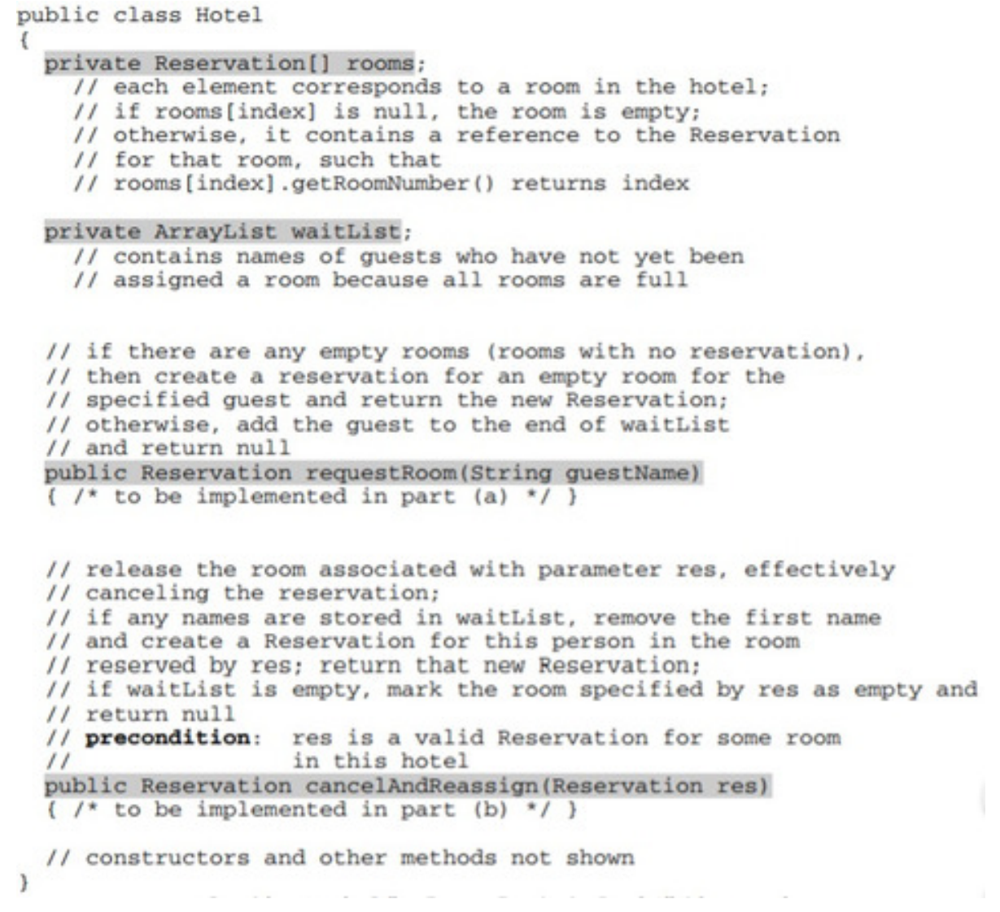 public class Hotel
{
private Reservation[] rooms;
// each element corresponds to a room in the hotel;
// if rooms[index] is null, the room is empty;
// otherwise, it contains a reference to the Reservation
// for that room, such that
// rooms[index].getRoomNumber() returns index
private ArrayList waitList;
// contains names of guests who have not yet been
// assigned a room because all rooms are full
// if there are any empty rooms (rooms with no reservation),
// then create a reservation for an empty room for the
// specified guest and return the new Reservation;
// otherwise, add the guest to the end of waitList
// and return null
public Reservation requestRoom(String guestName)
{ /* to be implemented in part (a) */ }
// release the room associated with parameter res, effectively
// canceling the reservation;
// if any names are stored in waitList, remove the first name
// and create a Reservation for this person in the room
// reserved by res; return that new Reservation;
// if waitList is empty, mark the room specified by res as empty and
// return null
// precondition: res is a valid Reservation for some room
// in this hotel
public Reservation cancelAndReassign(Reservation res)
{ /* to be implemented in part (b) */ }
// constructors and other methods not shown
}